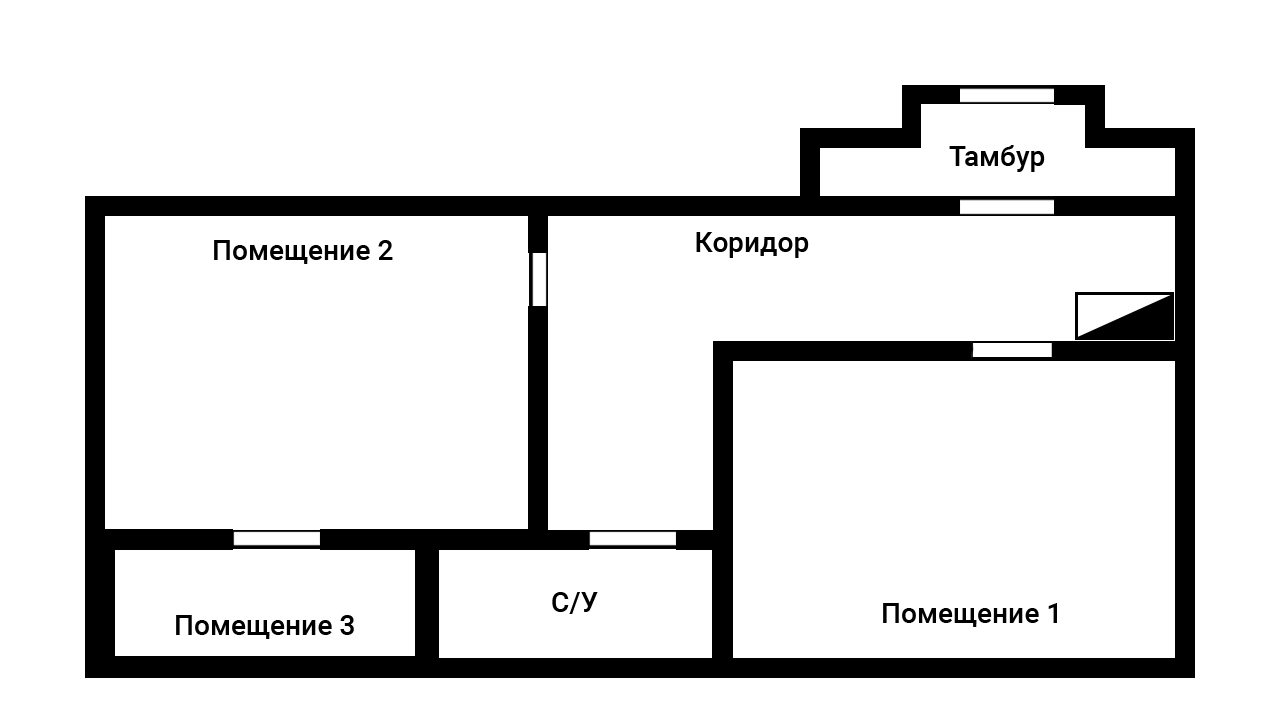 Тамбур
Коридор
Помещение 2
С/У
Помещение 1
Помещение 3